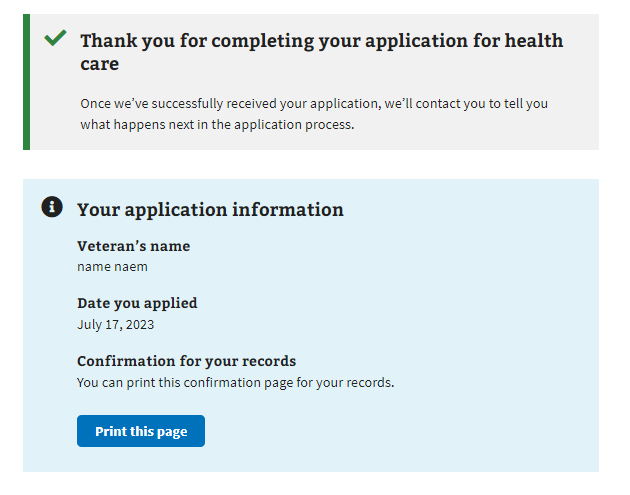 Thank you for completing your application for health
care
Once we've successfully received your application, we'll contact you to tell you
what happens next in the application process.
Your application information
Veteran's name
name naem
Date you applied
July 17, 2023
Confirmation for your records
You can print this confirmation page for your records.
Print this page